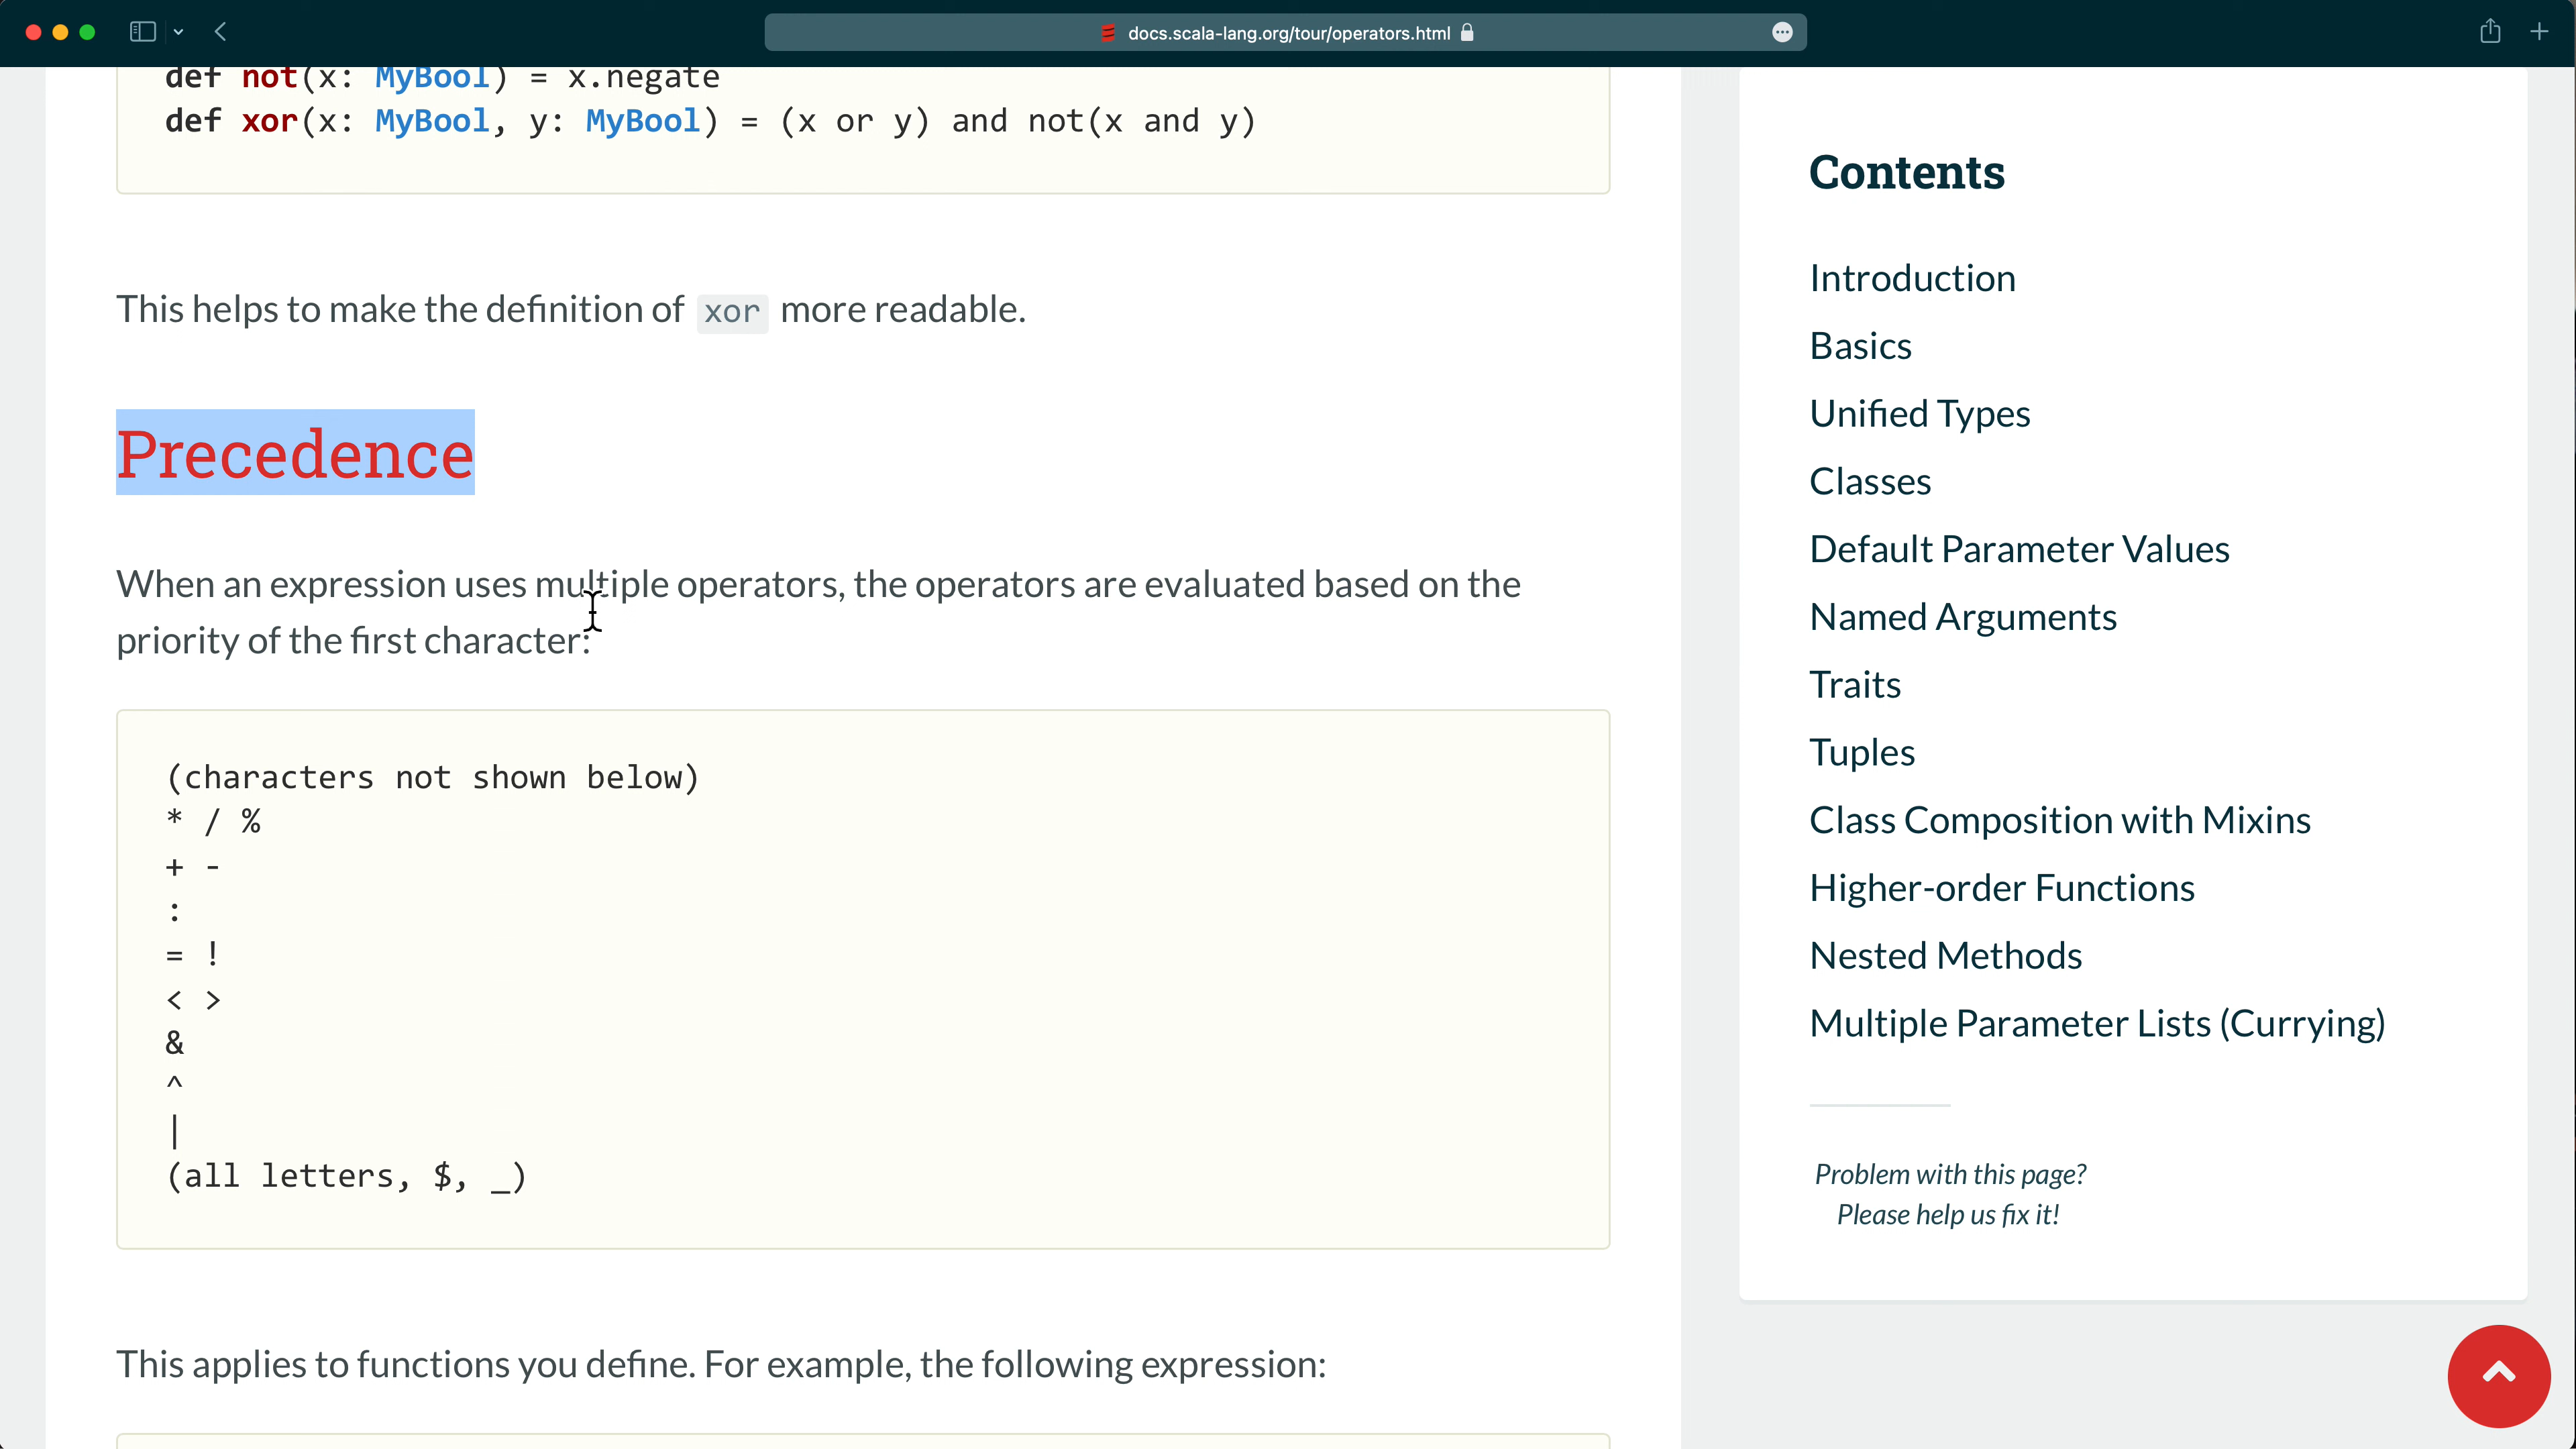 docs.scala-lang.org/tour/operators.html
def not(x: MyBool) = x.negate
def xor(x: MyBool, y: MyBool) = (x or y) and not(x and y)
This helps to make the definition of xor more readable.
Precedence
When an expression uses multiple operators, the operators are evaluated based on the
priority of the first character:
(characters not shown below)
* / %
+ -
:
= !
< >
&
^
|
(all letters, $, _)
This applies to functions you define. For example, the following expression:
Contents
Introduction
Basics
Unified Types
Classes
Default Parameter Values
Named Arguments
Traits
Tuples
Class Composition with Mixins
Higher-order Functions
Nested Methods
Multiple Parameter Lists (Currying)
Problem with this page?
Please help us fix it!